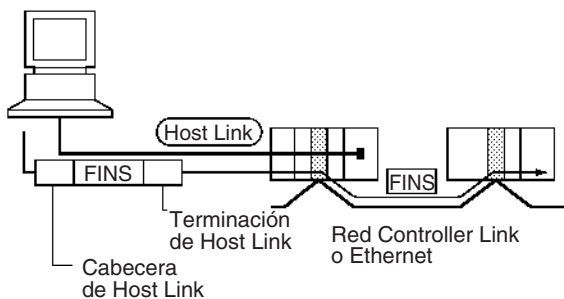 Host Link
FINS
FINS
Terminación
de Host Link
Red Controller Link
o Ethernet
Cabecera
de Host Link